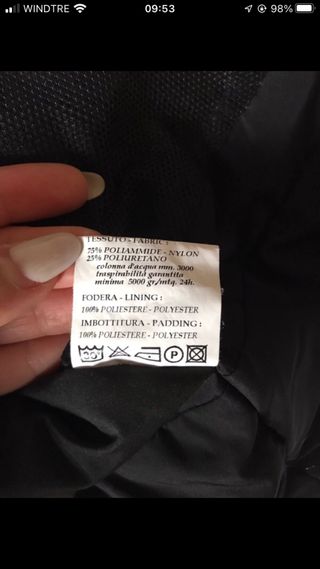 WINDTRE
09:53
98%
TESSUTO - FABRIC :
75% POLIAMMIDE - NYLON
25% POLIURETANO
colonna d'acqua mm. 3000
traspirabilità garantita
minima 5000 gr/mtq. 24h.
FODERA - LINING :
100% POLIESTERE - POLYESTER
IMBOTTITURA - PADDING :
100% POLIESTERE - POLYESTER
P